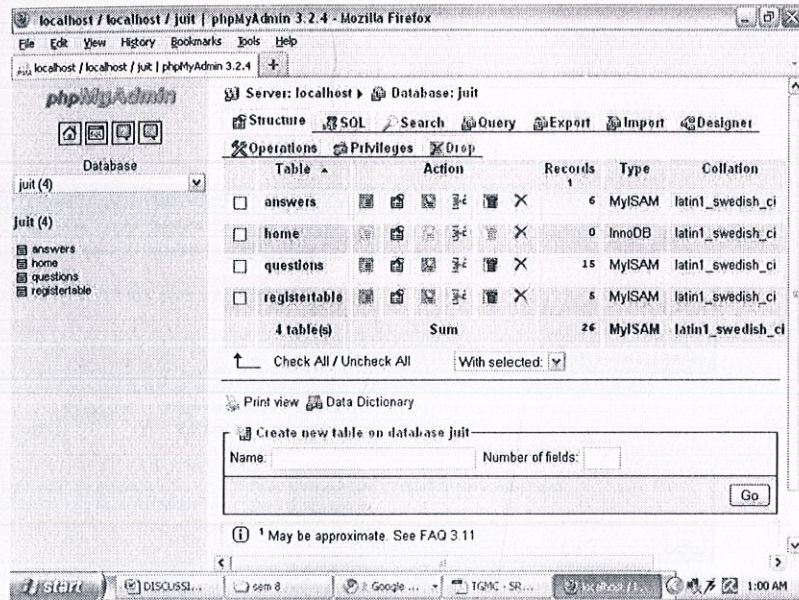 localhost / localhost / juit | phpMyAdmin 3.2.4 - Mozilla Firefox
File Edit View History Bookmarks Tools Help
localhost / localhost / juit | phpMyAdmin 3.2.4
phpMyAdmin
Database
juit (4)
juit (4)
answers
home
questions
registertable
Server: localhost Database: juit
Structure SQL Search Query Export Import Designer
Operations Privileges Drop
Table Action Records 1 Type Collation
answers 6 MyISAM latin1_swedish_ci
home 0 InnoDB latin1_swedish_ci
questions 15 MyISAM latin1_swedish_ci
registertable 5 MyISAM latin1_swedish_ci
4 table(s) Sum 26 MyISAM latin1_swedish_ci
Check All / Uncheck All With selected:
Print view Data Dictionary
Create new table on database juit
Name: Number of fields:
Go
1 May be approximate. See FAQ 3.11
start DISCUSSI... sem 8 Google ... TGMC - SR... localhost / l... 1:00 AM